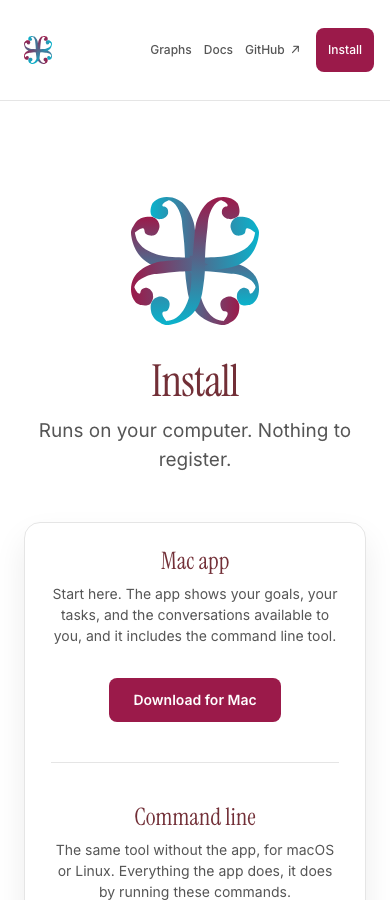 Graphs Docs GitHub ↗ Install
Install
Runs on your computer. Nothing to
register.
Mac app
Start here. The app shows your goals, your
tasks, and the conversations available to
you, and it includes the command line tool.
Download for Mac
Command line
The same tool without the app, for macOS
or Linux. Everything the app does, it does
by running these commands.